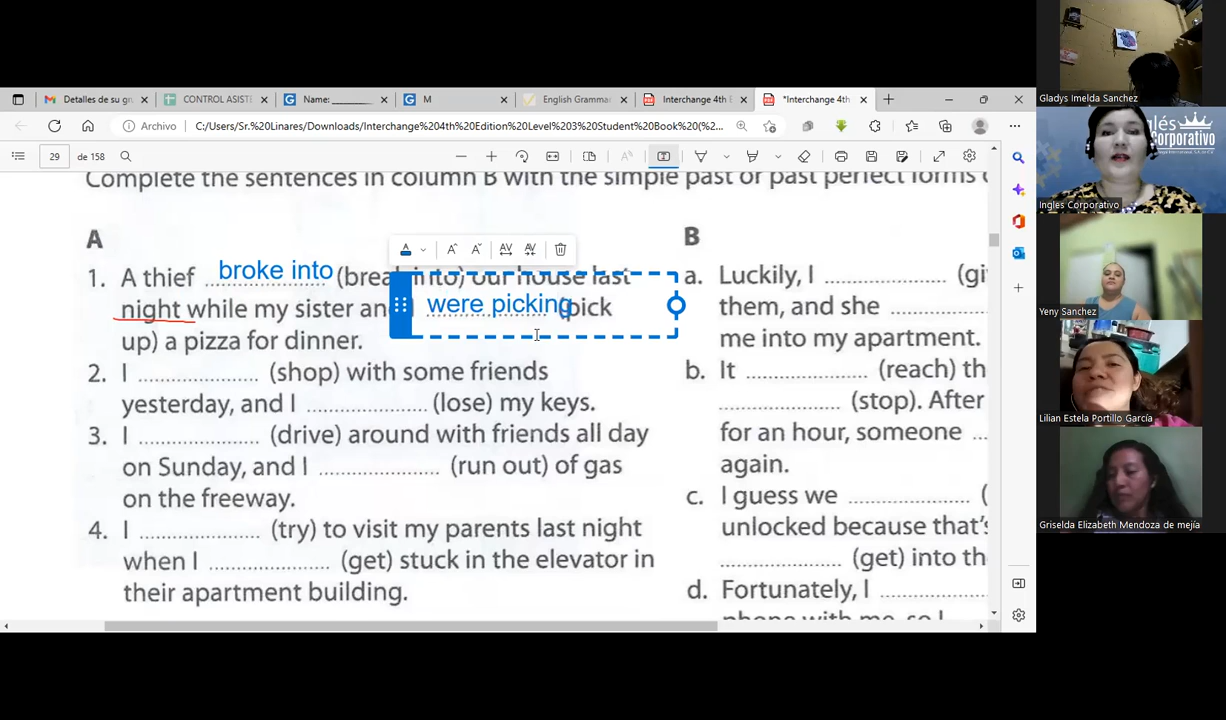 Detalles de su gr
CONTROL ASIST
Name: ________
M
English Gramma
Interchange 4th E
*Interchange 4th
Archivo
C:/Users/Sr.%20Linares/Downloads/Interchange%204th%20Edition%20Level%203%20Student%20Book%20(%2...
29
de 158
Complete the sentences in column B with the simple past or past perfect forms
A
1. A thief broke into (break into) our house last
night while my sister and I were picking (pick
up) a pizza for dinner.
2. I .................... (shop) with some friends
yesterday, and I .................... (lose) my keys.
3. I .................... (drive) around with friends all day
on Sunday, and I .................... (run out) of gas
on the freeway.
4. I .................... (try) to visit my parents last night
when I .................... (get) stuck in the elevator in
their apartment building.
B
a. Luckily, I .................... (gi
them, and she ....................
me into my apartment.
b. It .................... (reach) th
.................... (stop). After
for an hour, someone ...
again.
c. I guess we .................... (
unlocked because that's
.................... (get) into the
d. Fortunately, I ....................
phone with me, so I
Gladys Imelda Sanchez
Inglés Corporativo
Ingles Corporativo
Yeny Sanchez
Lilian Estela Portillo García
Griselda Elizabeth Mendoza de mejía